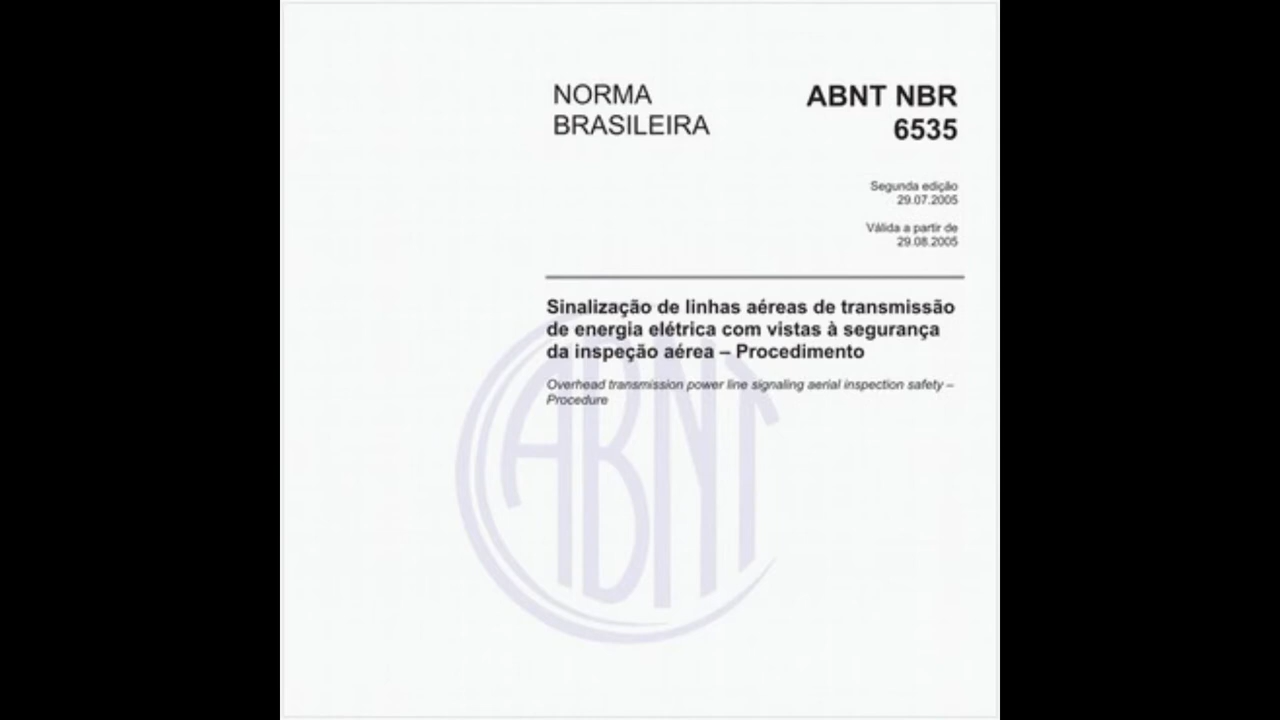 NORMA
BRASILEIRA
ABNT NBR
6535
Segunda edição
29.07.2005
Válida a partir de
29.08.2005
Sinalização de linhas aéreas de transmissão
de energia elétrica com vistas à segurança
da inspeção aérea – Procedimento
Overhead transmission power line signaling aerial inspection safety –
Procedure
ABNT